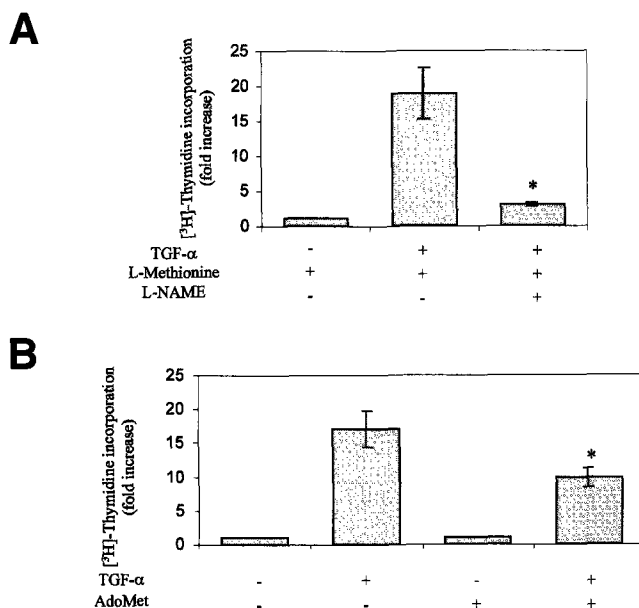 A
[³H]-Thymidine incorporation
(fold increase)
25
20
15
10
5
0
*
TGF-α - + +
L-Methionine + + +
L-NAME - - +
B
[³H]-Thymidine incorporation
(fold increase)
25
20
15
10
5
0
*
TGF-α - + - +
AdoMet - - + +